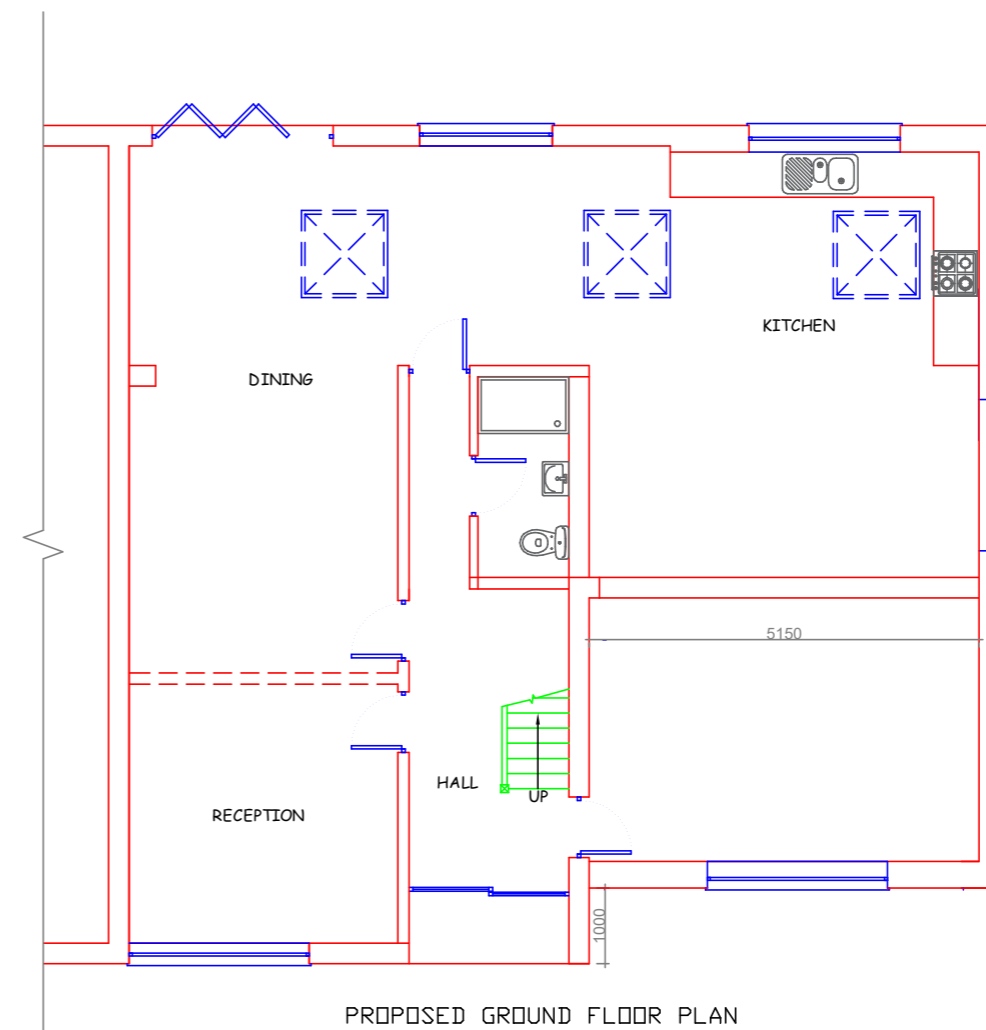 KITCHEN
DINING
5150
HALL
UP
RECEPTION
1000
PROPOSED GROUND FLOOR PLAN